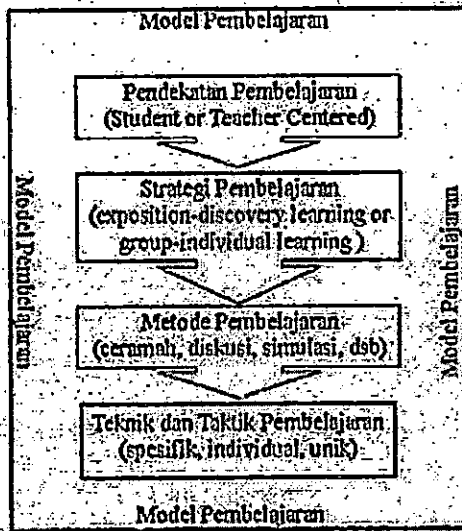 Model Pembelajaran
Pendekatan Pembelajaran
(Student or Teacher Centered)
Strategi Pembelajaran
(exposition-discovery learning or
group-individual learning )
Model Pembelajaran
Model Pembelajaran
Metode Pembelajaran
(ceramah, diskusi, simulasi, dsb)
Teknik dan Taktik Pembelajaran
(spesifik, individual, unik)
Model Pembelajaran